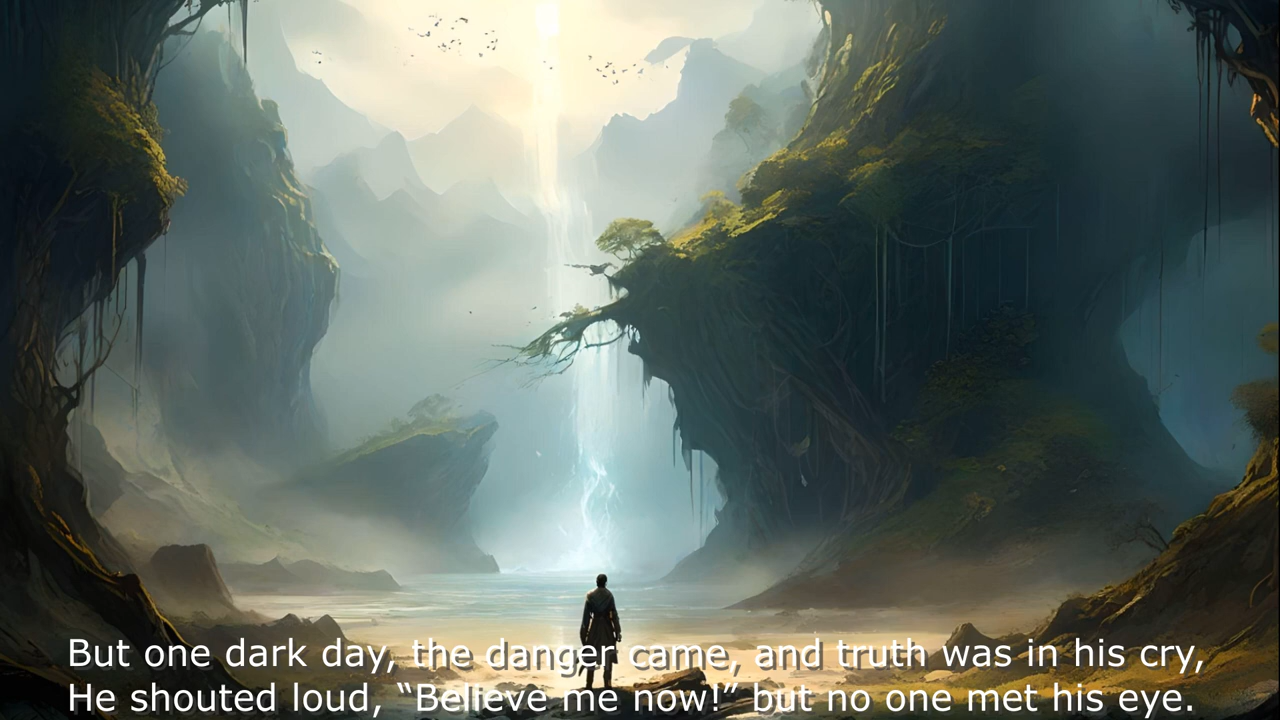 But one dark day, the danger came, and truth was in his cry,
He shouted loud, “Believe me now!” but no one met his eye.